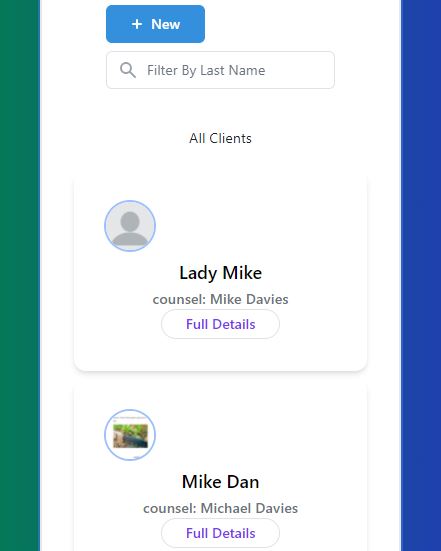 + New
Filter By Last Name
All Clients
Lady Mike
counsel: Mike Davies
Full Details
Mike Dan
counsel: Michael Davies
Full Details